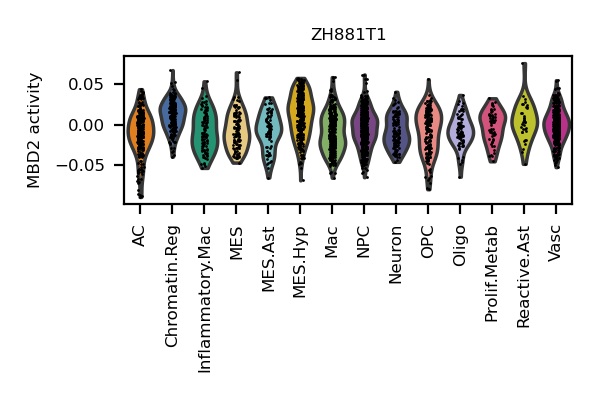 ZH881T1
MBD2 activity
0.05
0.00
−0.05
AC
Chromatin.Reg
Inflammatory.Mac
MES
MES.Ast
MES.Hyp
Mac
NPC
Neuron
OPC
Oligo
Prolif.Metab
Reactive.Ast
Vasc